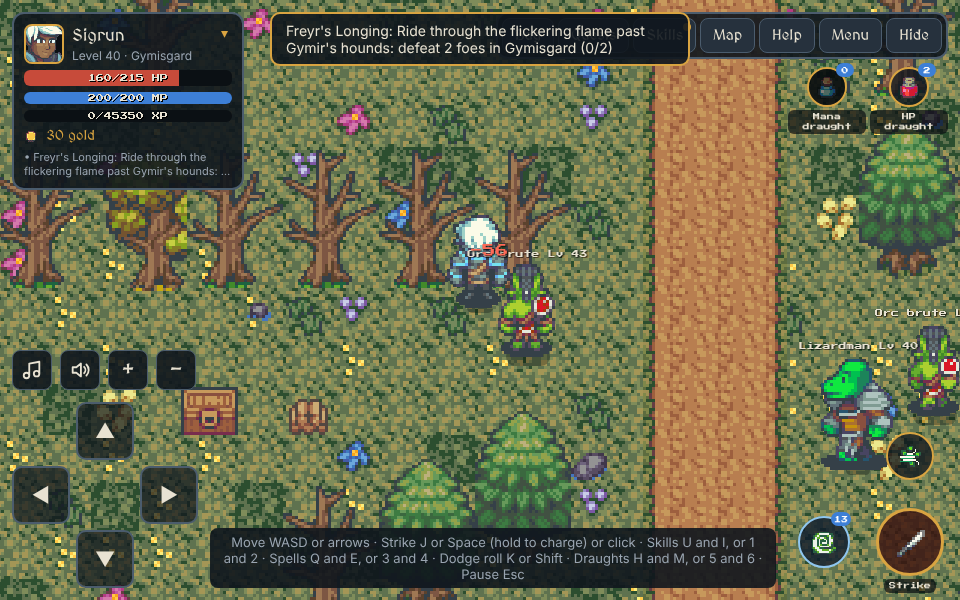 Sigrun
Level 40 · Gymisgard
160/215 HP
200/200 MP
0/45350 XP
30 gold
• Freyr's Longing: Ride through the
flickering flame past Gymir's hounds: ...
Freyr's Longing: Ride through the flickering flame past
Gymir's hounds: defeat 2 foes in Gymisgard (0/2)
Skills
Map
Help
Menu
Hide
0
Mana
draught
2
HP
draught
56
Lv 43
Orc brute L
Lizardman Lv 40
13
Strike
Move WASD or arrows · Strike J or Space (hold to charge) or click · Skills U and I, or 1
and 2 · Spells Q and E, or 3 and 4 · Dodge roll K or Shift · Draughts H and M, or 5 and 6 ·
Pause Esc